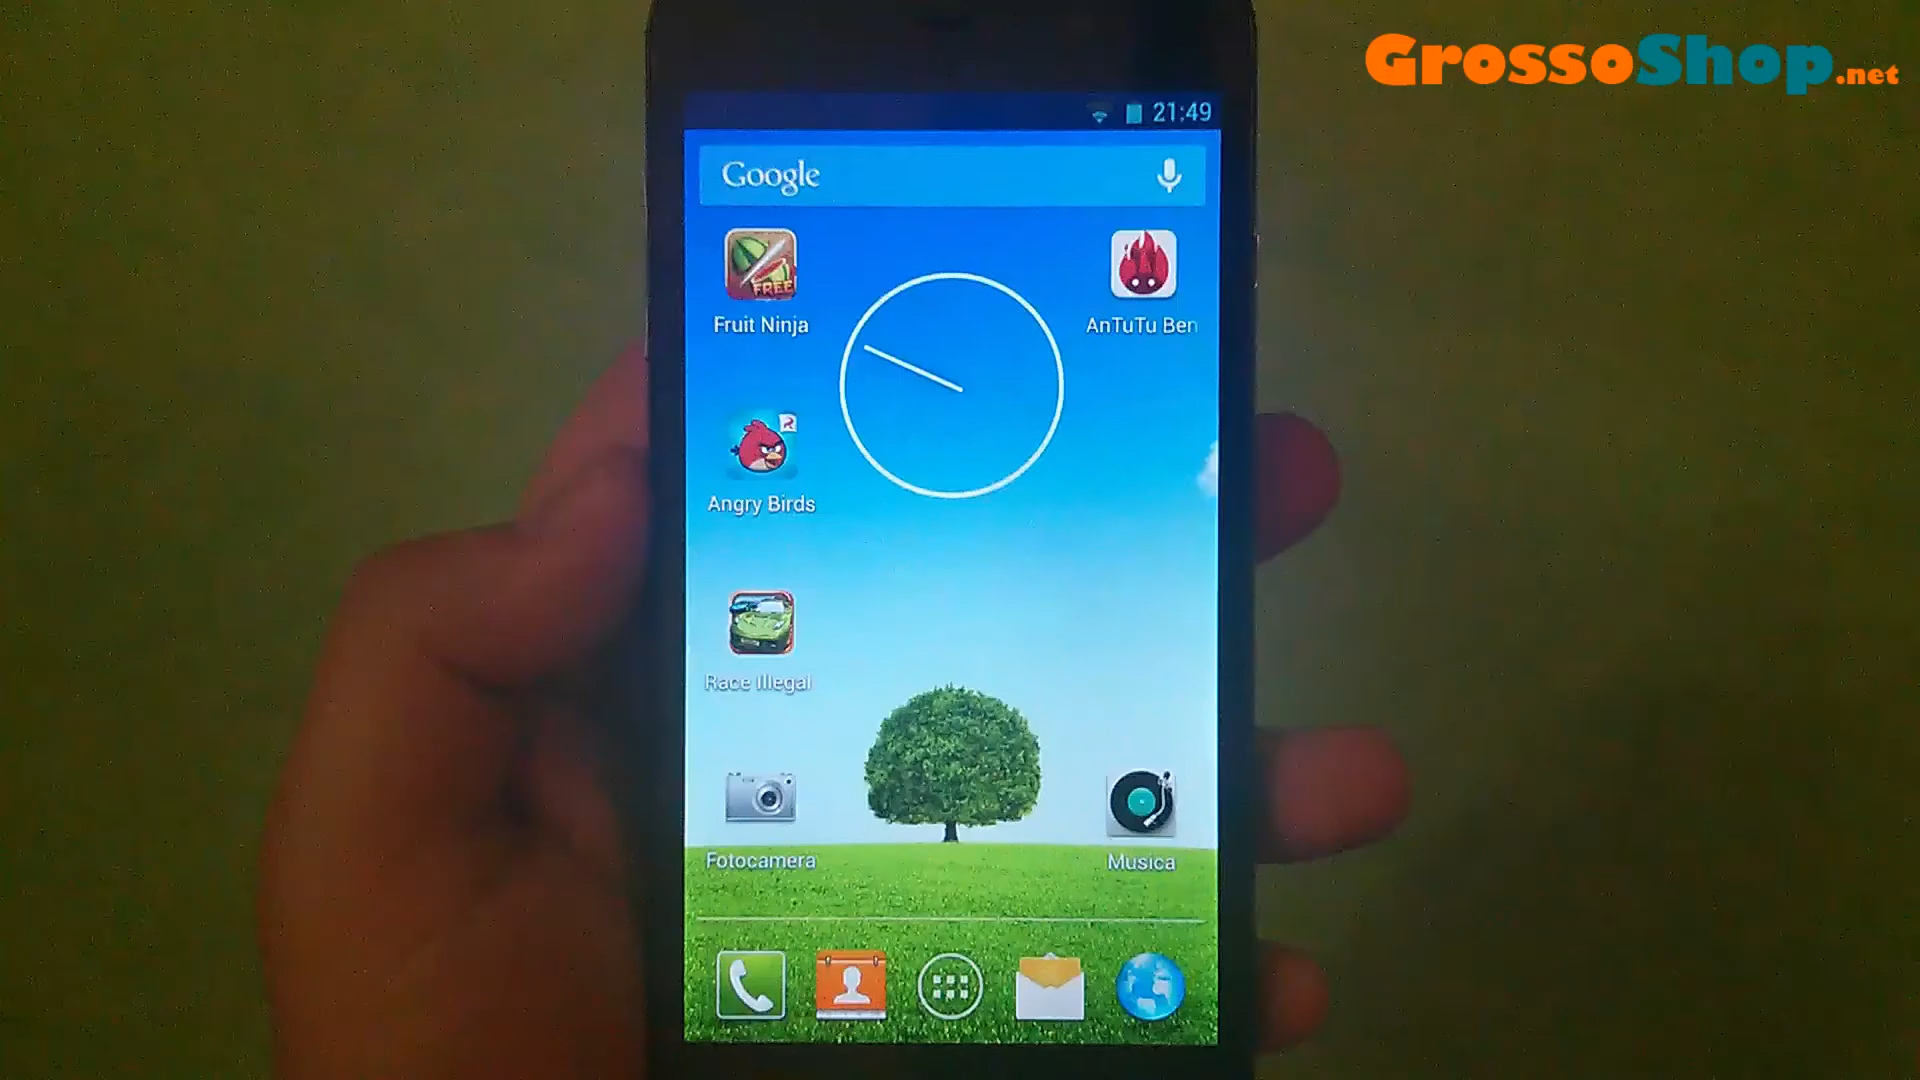 GrossoShop.net
21:49
Google
FREE
Fruit Ninja
AnTuTu Ben
R
Angry Birds
Race Illegal
Fotocamera
Musica